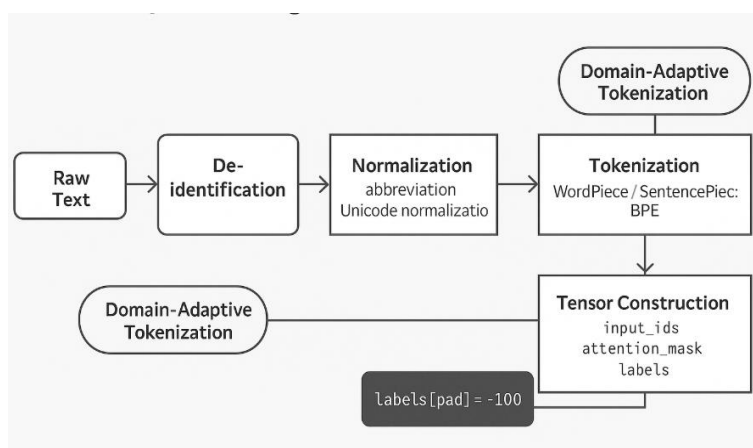 Domain-Adaptive
Tokenization
Raw
Text
De-
identification
Normalization
abbreviation
Unicode normalizatio
Tokenization
WordPiece / SentencePiec:
BPE
Domain-Adaptive
Tokenization
Tensor Construction
input_ids
attention_mask
labels
labels[pad] = -100